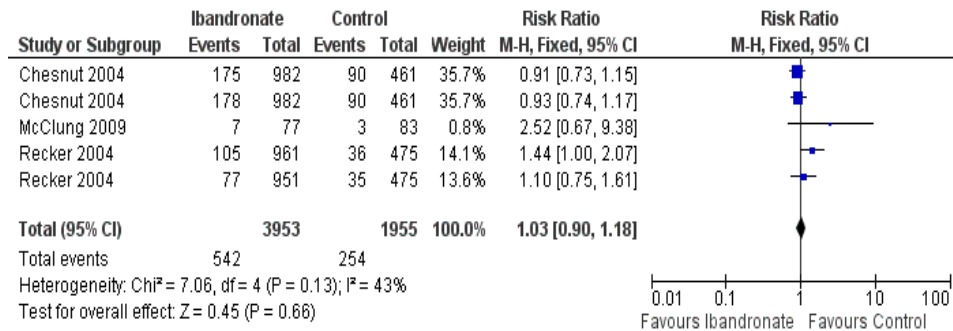 Ibandronate Control Risk Ratio Risk Ratio
Study or Subgroup Events Total Events Total Weight M-H, Fixed, 95% CI M-H, Fixed, 95% CI
Chesnut 2004 175 982 90 461 35.7% 0.91 [0.73, 1.15]
Chesnut 2004 178 982 90 461 35.7% 0.93 [0.74, 1.17]
McClung 2009 7 77 3 83 0.8% 2.52 [0.67, 9.38]
Recker 2004 105 961 36 475 14.1% 1.44 [1.00, 2.07]
Recker 2004 77 951 35 475 13.6% 1.10 [0.75, 1.61]
Total (95% CI) 3953 1955 100.0% 1.03 [0.90, 1.18]
Total events 542 254
Heterogeneity: Chi² = 7.06, df = 4 (P = 0.13); I² = 43%
Test for overall effect: Z = 0.45 (P = 0.66)
0.01 0.1 1 10 100
Favours Ibandronate Favours Control